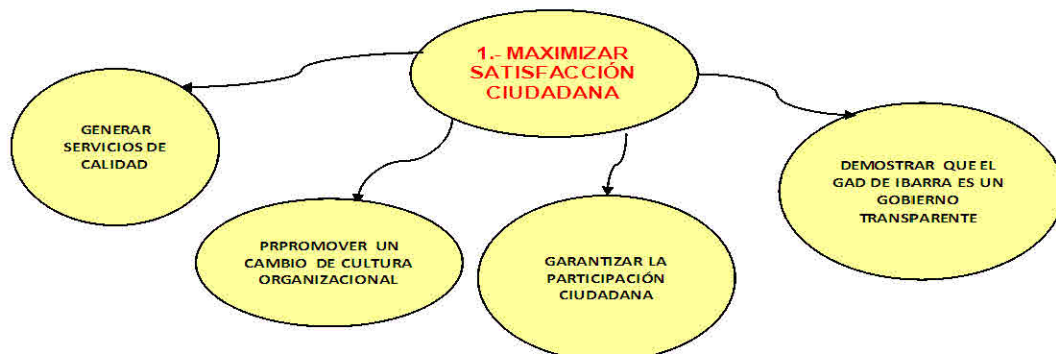 1.- MAXIMIZAR
SATISFACCIÓN
CIUDADANA
GENERAR
SERVICIOS DE
CALIDAD
PRPROMOVER UN
CAMBIO DE CULTURA
ORGANIZACIONAL
GARANTIZAR LA
PARTICIPACIÓN
CIUDADANA
DEMOSTRAR QUE EL
GAD DE IBARRA ES UN
GOBIERNO
TRANSPARENTE